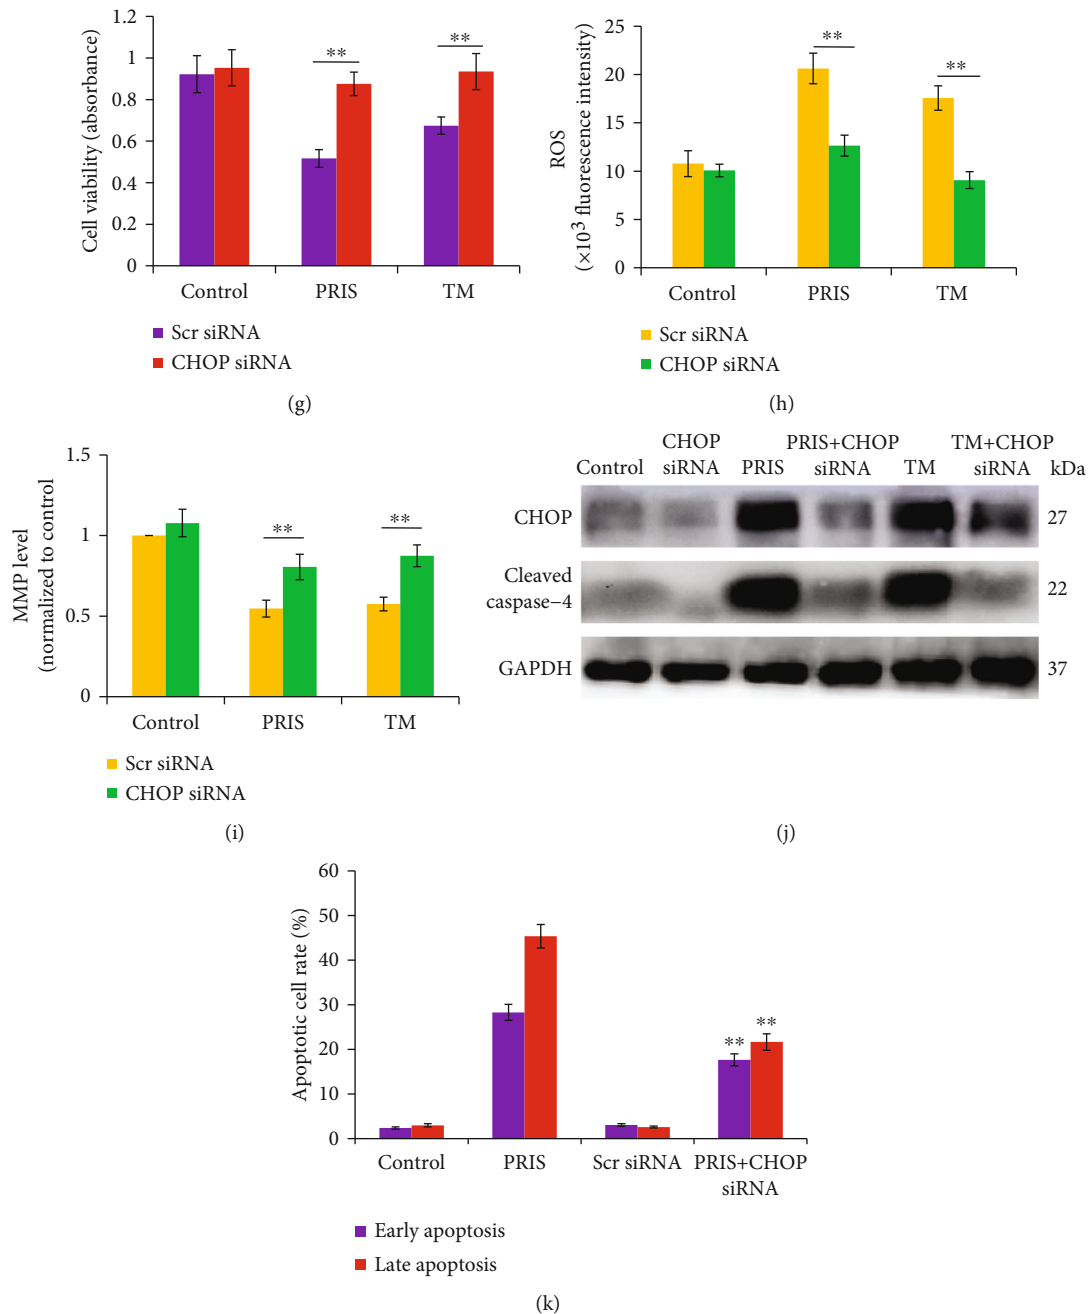 1.2
1
0.8
0.6
0.4
0.2
0
Cell viability (absorbance)
**
**
Control
PRIS
TM
Scr siRNA
CHOP siRNA
(g)
25
20
15
10
25
0
ROS
(×10³ fluorescence intensity)
**
**
Control
PRIS
TM
Scr siRNA
CHOP siRNA
(h)
1.5
1
0.5
0
MMP level
(normalized to control)
**
**
Control
PRIS
TM
Scr siRNA
CHOP siRNA
(i)
Control
CHOP
siRNA
PRIS
PRIS+CHOP
siRNA
TM
TM+CHOP
siRNA
kDa
CHOP
27
Cleaved
caspase−4
22
GAPDH
37
(j)
60
50
40
30
20
10
0
Apoptotic cell rate (%)
**
**
Control
PRIS
Scr siRNA
PRIS+CHOP
siRNA
Early apoptosis
Late apoptosis
(k)